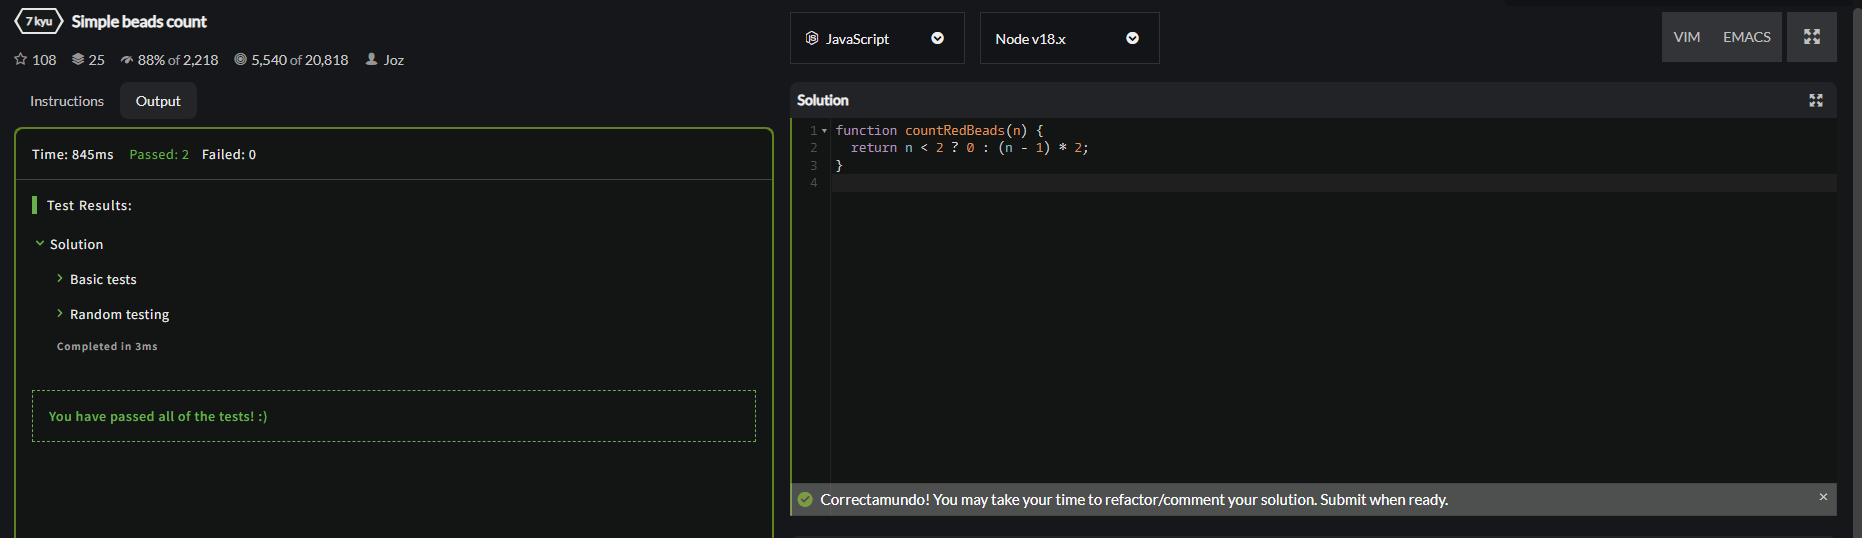 7 kyu Simple beads count
108 25 88% of 2,218 5,540 of 20,818 Joz
Instructions Output
Time: 845ms Passed: 2 Failed: 0
Test Results:
Solution
Basic tests
Random testing
Completed in 3ms
You have passed all of the tests! :)
JS JavaScript Node v18.x VIM EMACS
Solution
1 function countRedBeads(n) {
2 return n < 2 ? 0 : (n - 1) * 2;
3 }
4
Correctamundo! You may take your time to refactor/comment your solution. Submit when ready. ×